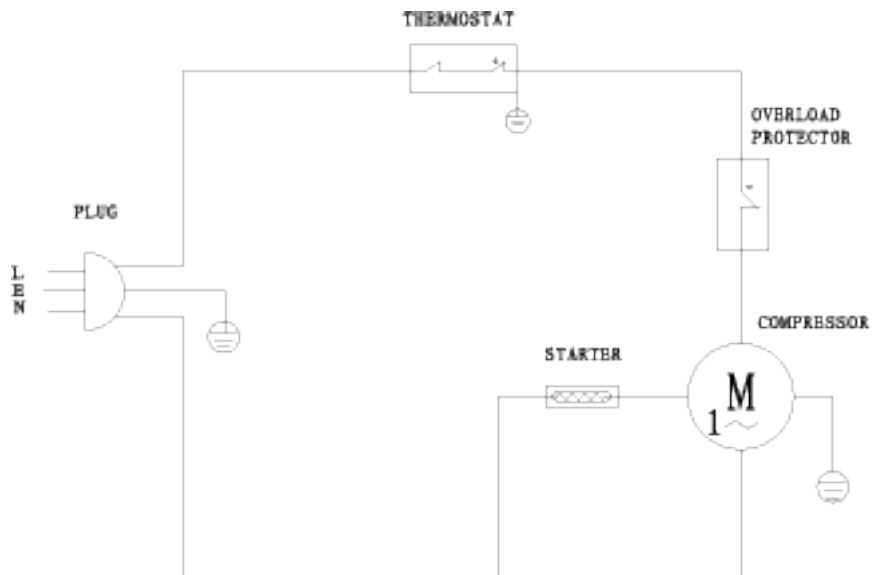 THERMOSTAT
OVERLOAD
PROTECTOR
PLUG
L
E
N
COMPRESSOR
STARTER
M
1~